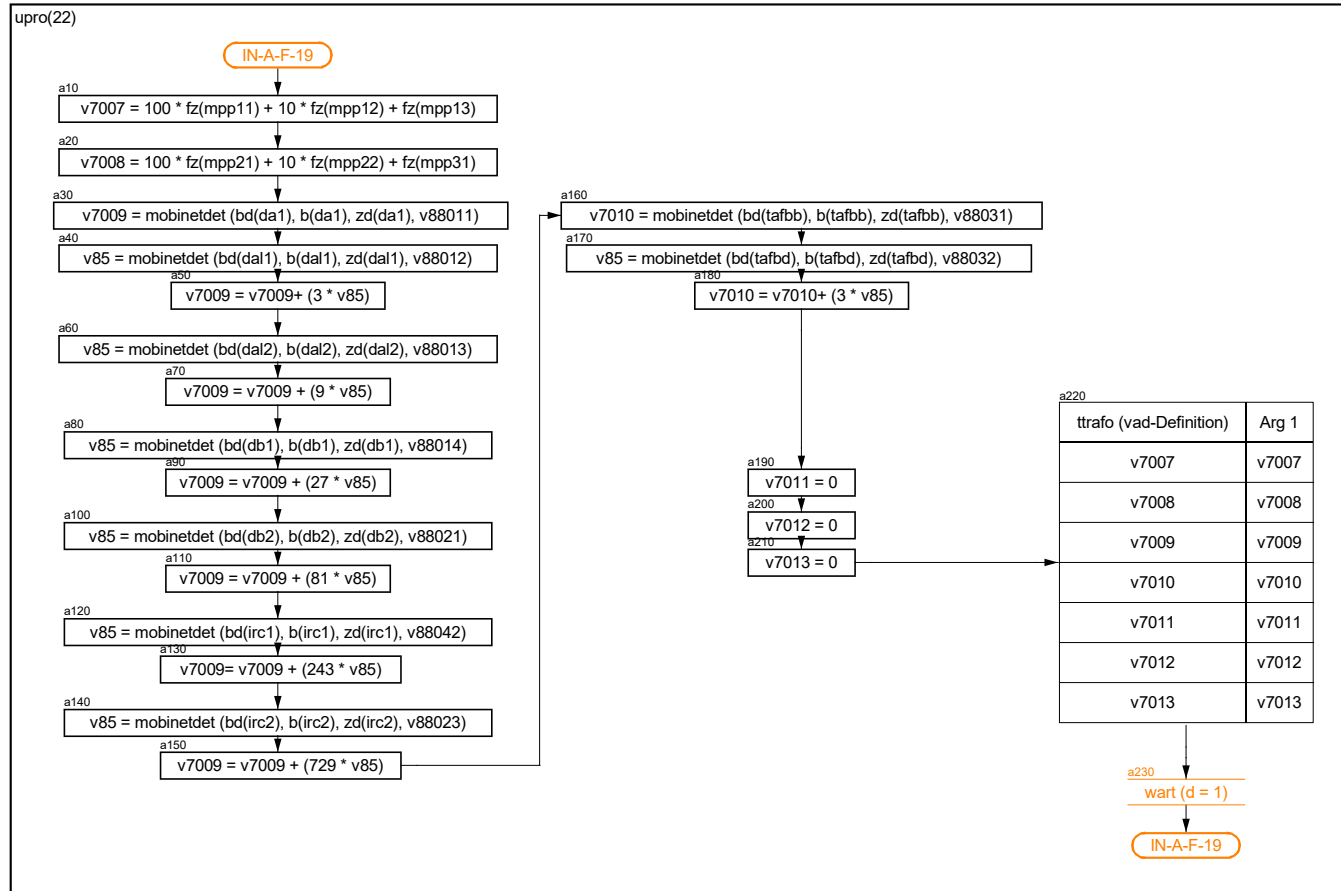 upro(22)
IN-A-F-19
a10
v7007 = 100 * fz(mpp11) + 10 * fz(mpp12) + fz(mpp13)
a20
v7008 = 100 * fz(mpp21) + 10 * fz(mpp22) + fz(mpp31)
a30
v7009 = mobinetdet (bd(da1), b(da1), zd(da1), v88011)
a40
v85 = mobinetdet (bd(dal1), b(dal1), zd(dal1), v88012)
a50
v7009 = v7009+ (3 * v85)
a60
v85 = mobinetdet (bd(dal2), b(dal2), zd(dal2), v88013)
a70
v7009 = v7009 + (9 * v85)
a80
v85 = mobinetdet (bd(db1), b(db1), zd(db1), v88014)
a90
v7009 = v7009 + (27 * v85)
a100
v85 = mobinetdet (bd(db2), b(db2), zd(db2), v88021)
a110
v7009 = v7009 + (81 * v85)
a120
v85 = mobinetdet (bd(irc1), b(irc1), zd(irc1), v88042)
a130
v7009= v7009 + (243 * v85)
a140
v85 = mobinetdet (bd(irc2), b(irc2), zd(irc2), v88023)
a150
v7009 = v7009 + (729 * v85)
a160
v7010 = mobinetdet (bd(tafbb), b(tafbb), zd(tafbb), v88031)
a170
v85 = mobinetdet (bd(tafbd), b(tafbd), zd(tafbd), v88032)
a180
v7010 = v7010+ (3 * v85)
a190
v7011 = 0
a200
v7012 = 0
a210
v7013 = 0
a220
ttrafo (vad-Definition) Arg 1
v7007 v7007
v7008 v7008
v7009 v7009
v7010 v7010
v7011 v7011
v7012 v7012
v7013 v7013
a230
wart (d = 1)
IN-A-F-19